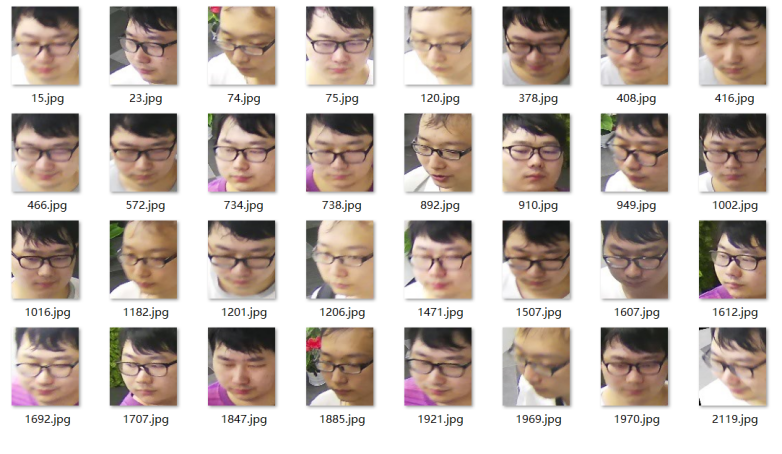 15.jpg 23.jpg 74.jpg 75.jpg 120.jpg 378.jpg 408.jpg 416.jpg
466.jpg 572.jpg 734.jpg 738.jpg 892.jpg 910.jpg 949.jpg 1002.jpg
1016.jpg 1182.jpg 1201.jpg 1206.jpg 1471.jpg 1507.jpg 1607.jpg 1612.jpg
1692.jpg 1707.jpg 1847.jpg 1885.jpg 1921.jpg 1969.jpg 1970.jpg 2119.jpg